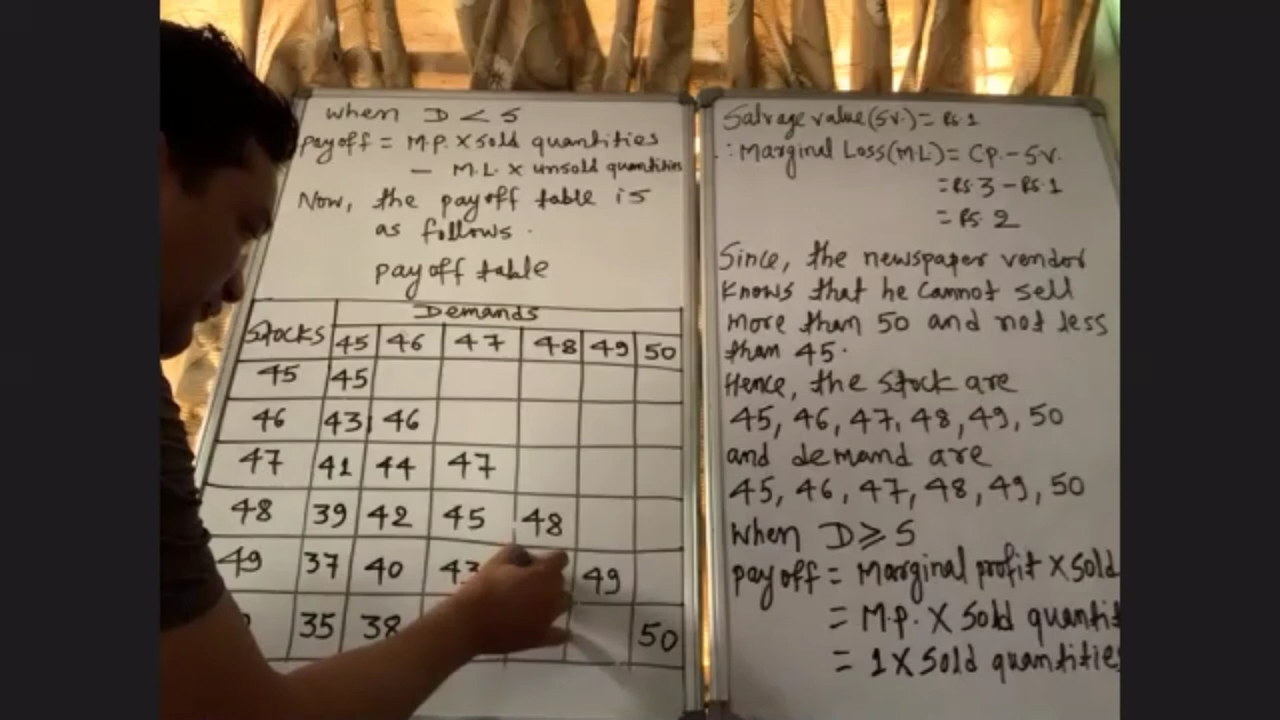 When D < S
payoff = M.P. X sold quantities
— M.L. X unsold quantities
Now, the payoff table is
as follows.
payoff table
Demands
Stocks 45 46 47 48 49 50
45 45
46 43 46
47 41 44 47
48 39 42 45 48
49 37 40 43 49
35 38 50
Salvage value (S.V.) = Rs. 1
∴ Marginal Loss (M.L) = C.P. - S.V.
= Rs. 3 - Rs. 1
= Rs. 2
Since, the newspaper vendor
knows that he cannot sell
more than 50 and not less
than 45.
Hence, the stock are
45, 46, 47, 48, 49, 50
and demand are
45, 46, 47, 48, 49, 50
When D ⩾ S
payoff = Marginal profit X sold
= M.P. X sold
= 1 X sold quantities